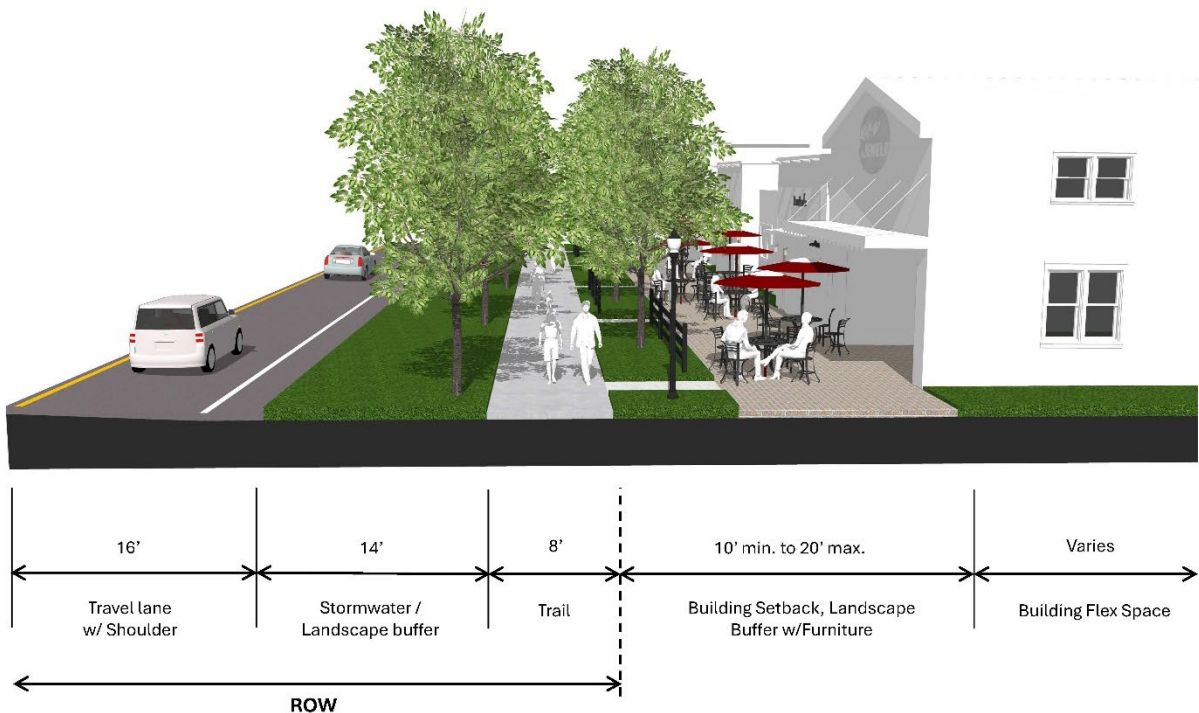 16’
14’
8’
10’ min. to 20’ max.
Varies
Travel lane
w/ Shoulder
Stormwater /
Landscape buffer
Trail
Building Setback, Landscape
Buffer w/Furniture
Building Flex Space
ROW